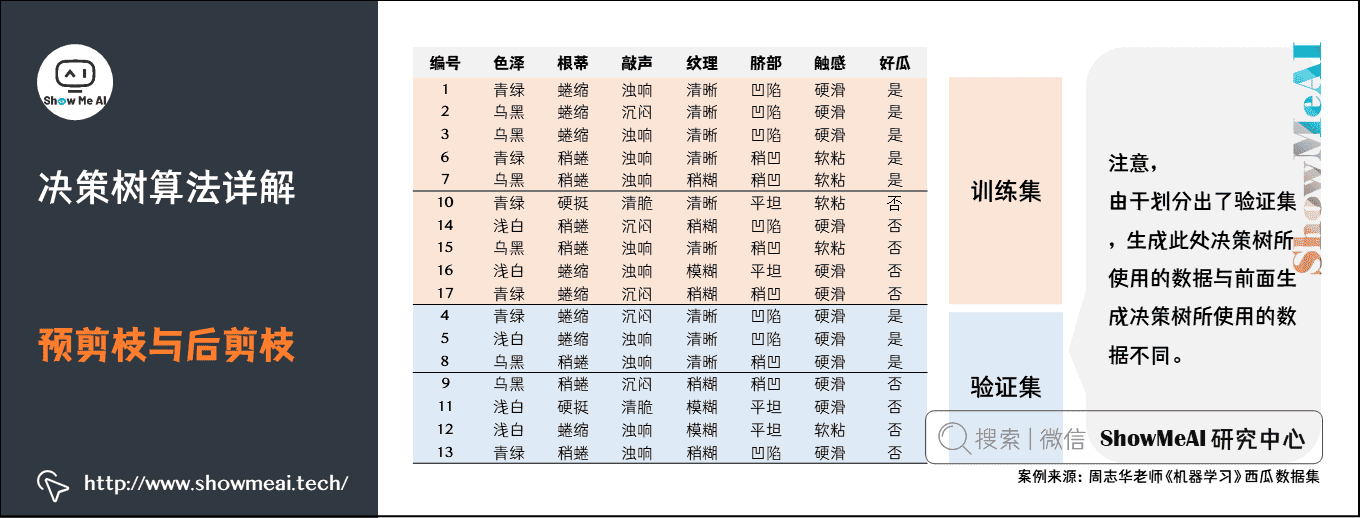 Show Me AI
决策树算法详解
预剪枝与后剪枝
http://www.showmeai.tech/
编号 色泽 根蒂 敲声 纹理 脐部 触感 好瓜
1 青绿 蜷缩 浊响 清晰 凹陷 硬滑 是
2 乌黑 蜷缩 沉闷 清晰 凹陷 硬滑 是
3 乌黑 蜷缩 浊响 清晰 凹陷 硬滑 是
6 青绿 稍蜷 浊响 清晰 稍凹 软粘 是
7 乌黑 稍蜷 浊响 稍糊 稍凹 软粘 是
10 青绿 硬挺 清脆 清晰 平坦 软粘 否
14 浅白 稍蜷 沉闷 稍糊 凹陷 硬滑 否
15 乌黑 稍蜷 浊响 清晰 稍凹 软粘 否
16 浅白 蜷缩 浊响 模糊 平坦 硬滑 否
17 青绿 蜷缩 沉闷 稍糊 稍凹 硬滑 否
4 青绿 蜷缩 沉闷 清晰 凹陷 硬滑 是
5 浅白 蜷缩 浊响 清晰 凹陷 硬滑 是
8 乌黑 稍蜷 浊响 清晰 稍凹 硬滑 是
9 乌黑 稍蜷 沉闷 稍糊 稍凹 硬滑 否
11 浅白 硬挺 清脆 模糊 平坦 硬滑 否
12 浅白 蜷缩 浊响 模糊 平坦 软粘 否
13 青绿 稍蜷 浊响 稍糊 凹陷 硬滑 否
训练集
验证集
注意，
由于划分出了验证集
，生成此处决策树所
使用的数据与前面生
成决策树所使用的数
据不同。
ShowMeAI
搜索 | 微信 ShowMeAI 研究中心
案例来源：周志华老师《机器学习》西瓜数据集